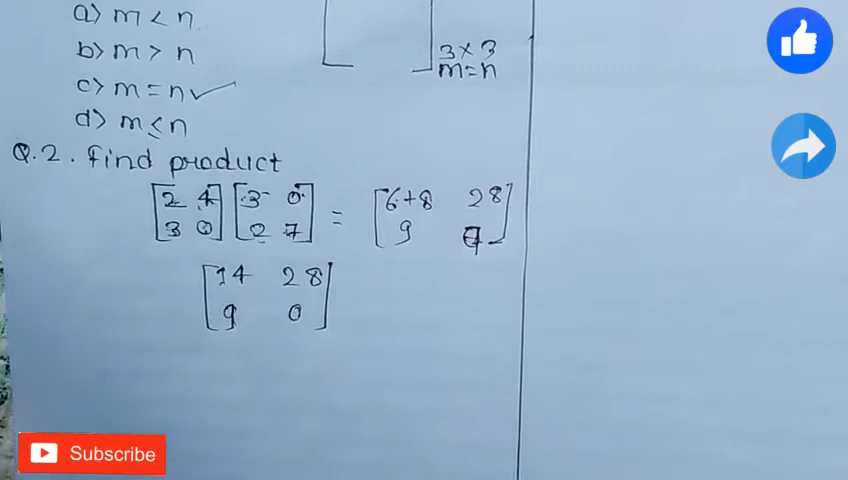 a) m < n
b) m > n
3 × 3
m = n
c) m = n ✓
d) m ≤ n
Q.2. find product
[2 4] [3 0] = [6+8 28]
[3 0] [2 7] [9]
[14 28]
[9 0]
Subscribe